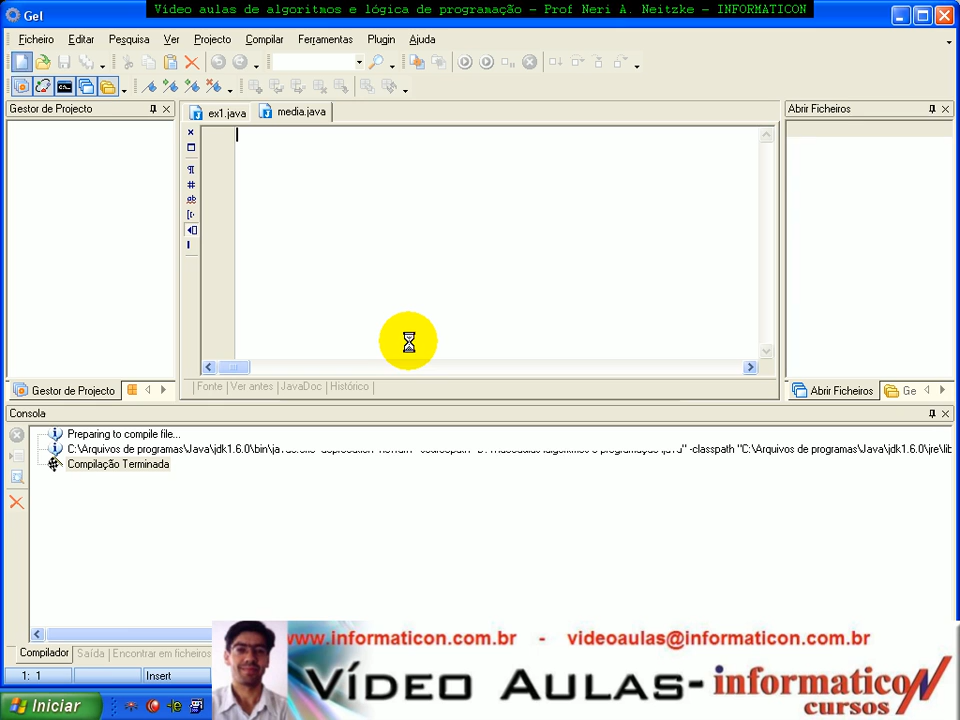 Vídeo aulas de algoritmos e lógica de programação - Prof Neri A. Neitzke - INFORMATICON
Gel
Ficheiro Editar Pesquisa Ver Projecto Compilar Ferramentas Plugin Ajuda
Gestor de Projecto
ex1.java media.java
Abrir Ficheiros
Gestor de Projecto
Fonte Ver antes JavaDoc Histórico
Abrir Ficheiros Ge
Consola
Preparing to compile file...
C:\Arquivos de programas\Java\jdk1.6.0\bin\ -classpath "C:\Arquivos de programas\Java\jdk1.6.0\jre\lib
Compilação Terminada
Compilador Saída Encontrar em ficheiros
1: 1 Insert
Iniciar
www.informaticon.com.br - videoaulas@informaticon.com.br
VÍDEO AULAS-informaticoN
cursos